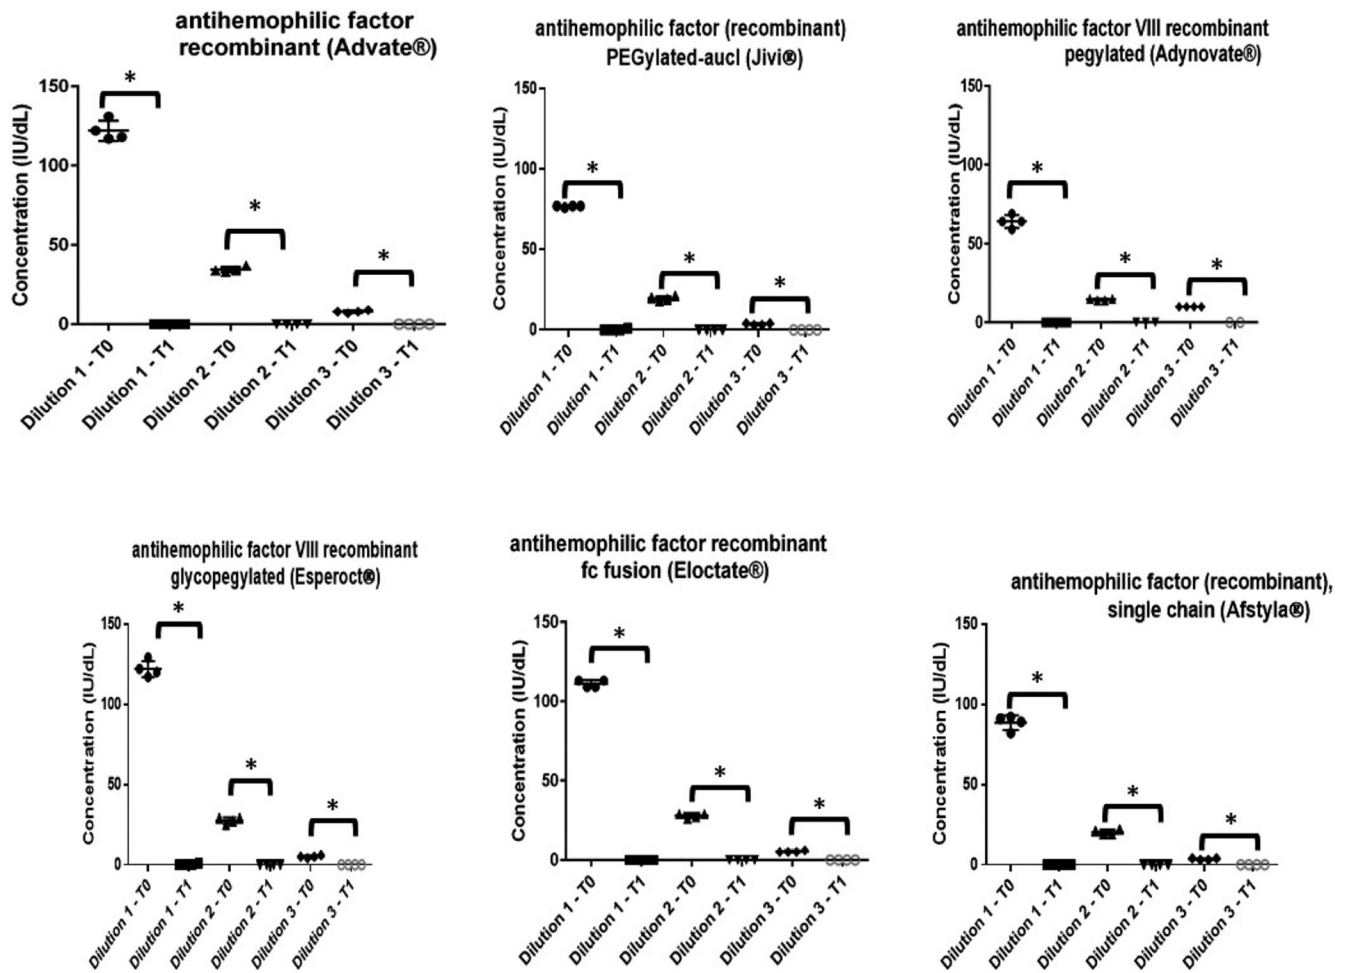 antihemophilic factor
recombinant (Advate®)
*
*
*
150
100
50
0
Concentration (IU/dL)
Dilution 1 - T0
Dilution 1 - T1
Dilution 2 - T0
Dilution 2 - T1
Dilution 3 - T0
Dilution 3 - T1
antihemophilic factor (recombinant)
PEGylated-aucl (Jivi®)
*
*
*
150
100
50
0
Concentration (IU/dL)
Dilution 1 - T0
Dilution 1 - T1
Dilution 2 - T0
Dilution 2 - T1
Dilution 3 - T0
Dilution 3 - T1
antihemophilic factor VIII recombinant
pegylated (Adynovate®)
*
*
*
150
100
50
0
Concentration (IU/dL)
Dilution 1 - T0
Dilution 1 - T1
Dilution 2 - T0
Dilution 2 - T1
Dilution 3 - T0
Dilution 3 - T1
antihemophilic factor VIII recombinant
glycopegylated (Esperoct®)
*
*
*
150
100
50
0
Concentration (IU/dL)
Dilution 1 - T0
Dilution 1 - T1
Dilution 2 - T0
Dilution 2 - T1
Dilution 3 - T0
Dilution 3 - T1
antihemophilic factor recombinant
fc fusion (Eloctate®)
*
*
*
150
100
50
0
Concentration (IU/dL)
Dilution 1 - T0
Dilution 1 - T1
Dilution 2 - T0
Dilution 2 - T1
Dilution 3 - T0
Dilution 3 - T1
antihemophilic factor (recombinant),
single chain (Afstyla®)
*
*
*
150
100
50
0
Concentration (IU/dL)
Dilution 1 - T0
Dilution 1 - T1
Dilution 2 - T0
Dilution 2 - T1
Dilution 3 - T0
Dilution 3 - T1